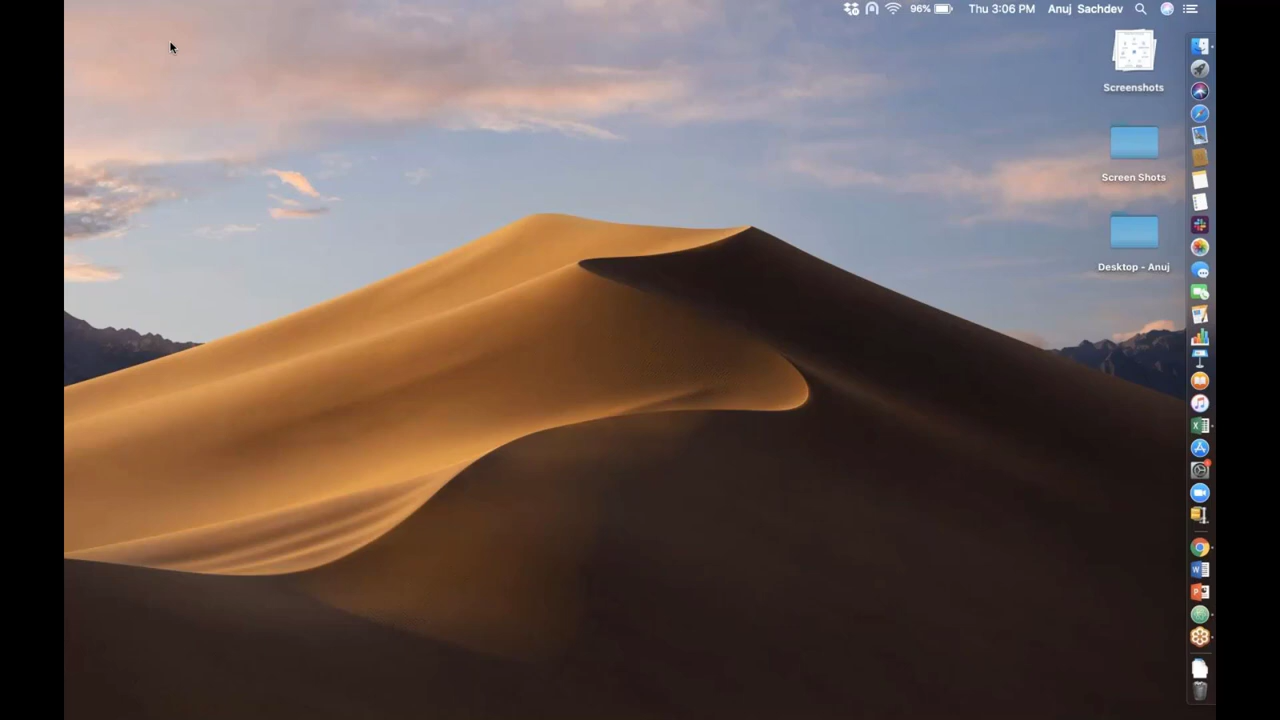 96% Thu 3:06 PM Anuj Sachdev
Screenshots
Screen Shots
Desktop - Anuj